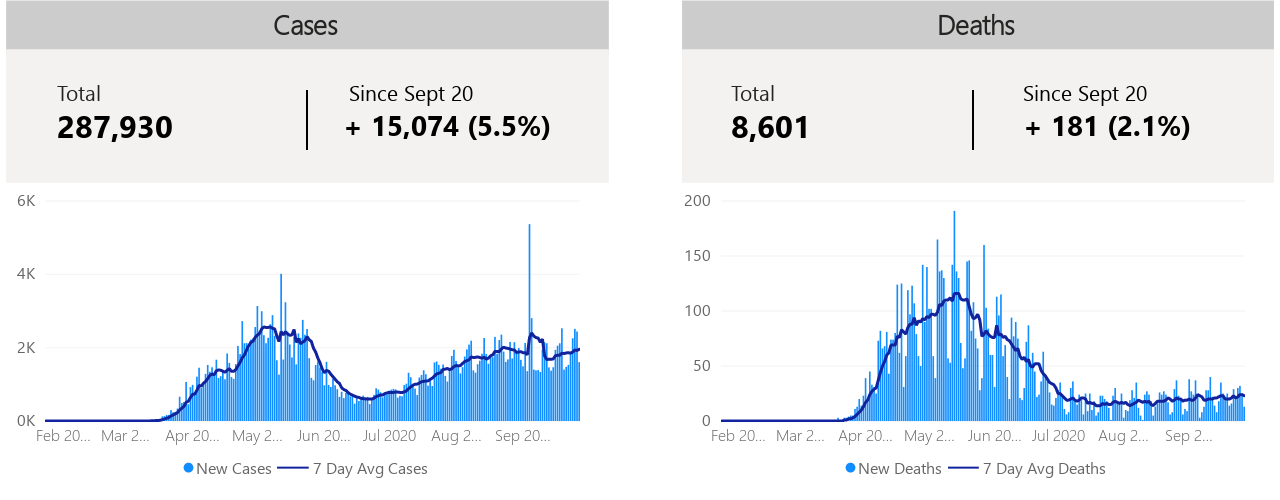 Cases
Total
287,930
Since Sept 20
+ 15,074 (5.5%)
6K
4K
2K
0K
Feb 20... Mar 2... Apr 20... May 2... Jun 20... Jul 2020 Aug 2... Sep 20...
New Cases 7 Day Avg Cases
Deaths
Total
8,601
Since Sept 20
+ 181 (2.1%)
200
150
100
50
0
Feb 20... Mar 2... Apr 20... May 2... Jun 20... Jul 2020 Aug 2... Sep 2...
New Deaths 7 Day Avg Deaths